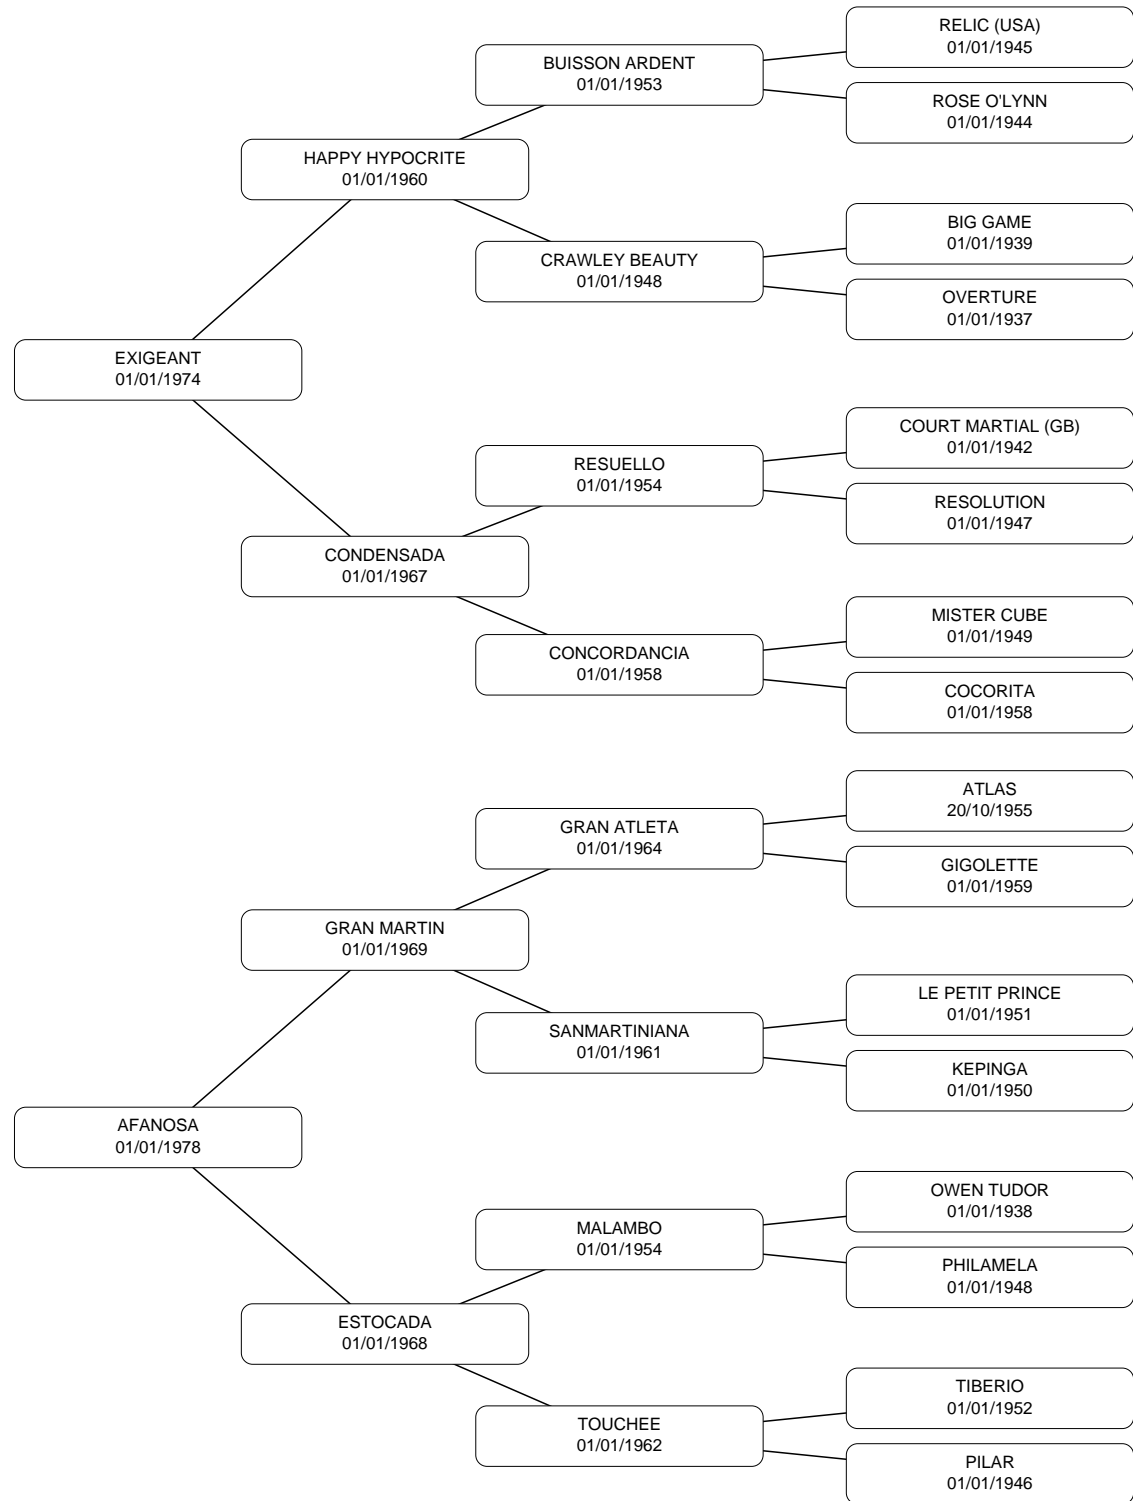 RELIC (USA)
01/01/1945
BUISSON ARDENT
01/01/1953
ROSE O'LYNN
01/01/1944
HAPPY HYPOCRITE
01/01/1960
BIG GAME
01/01/1939
CRAWLEY BEAUTY
01/01/1948
OVERTURE
01/01/1937
EXIGEANT
01/01/1974
COURT MARTIAL (GB)
01/01/1942
RESUELLO
01/01/1954
RESOLUTION
01/01/1947
CONDENSADA
01/01/1967
MISTER CUBE
01/01/1949
CONCORDANCIA
01/01/1958
COCORITA
01/01/1958
ATLAS
20/10/1955
GRAN ATLETA
01/01/1964
GIGOLETTE
01/01/1959
GRAN MARTIN
01/01/1969
LE PETIT PRINCE
01/01/1951
SANMARTINIANA
01/01/1961
KEPINGA
01/01/1950
AFANOSA
01/01/1978
OWEN TUDOR
01/01/1938
MALAMBO
01/01/1954
PHILAMELA
01/01/1948
ESTOCADA
01/01/1968
TIBERIO
01/01/1952
TOUCHEE
01/01/1962
PILAR
01/01/1946